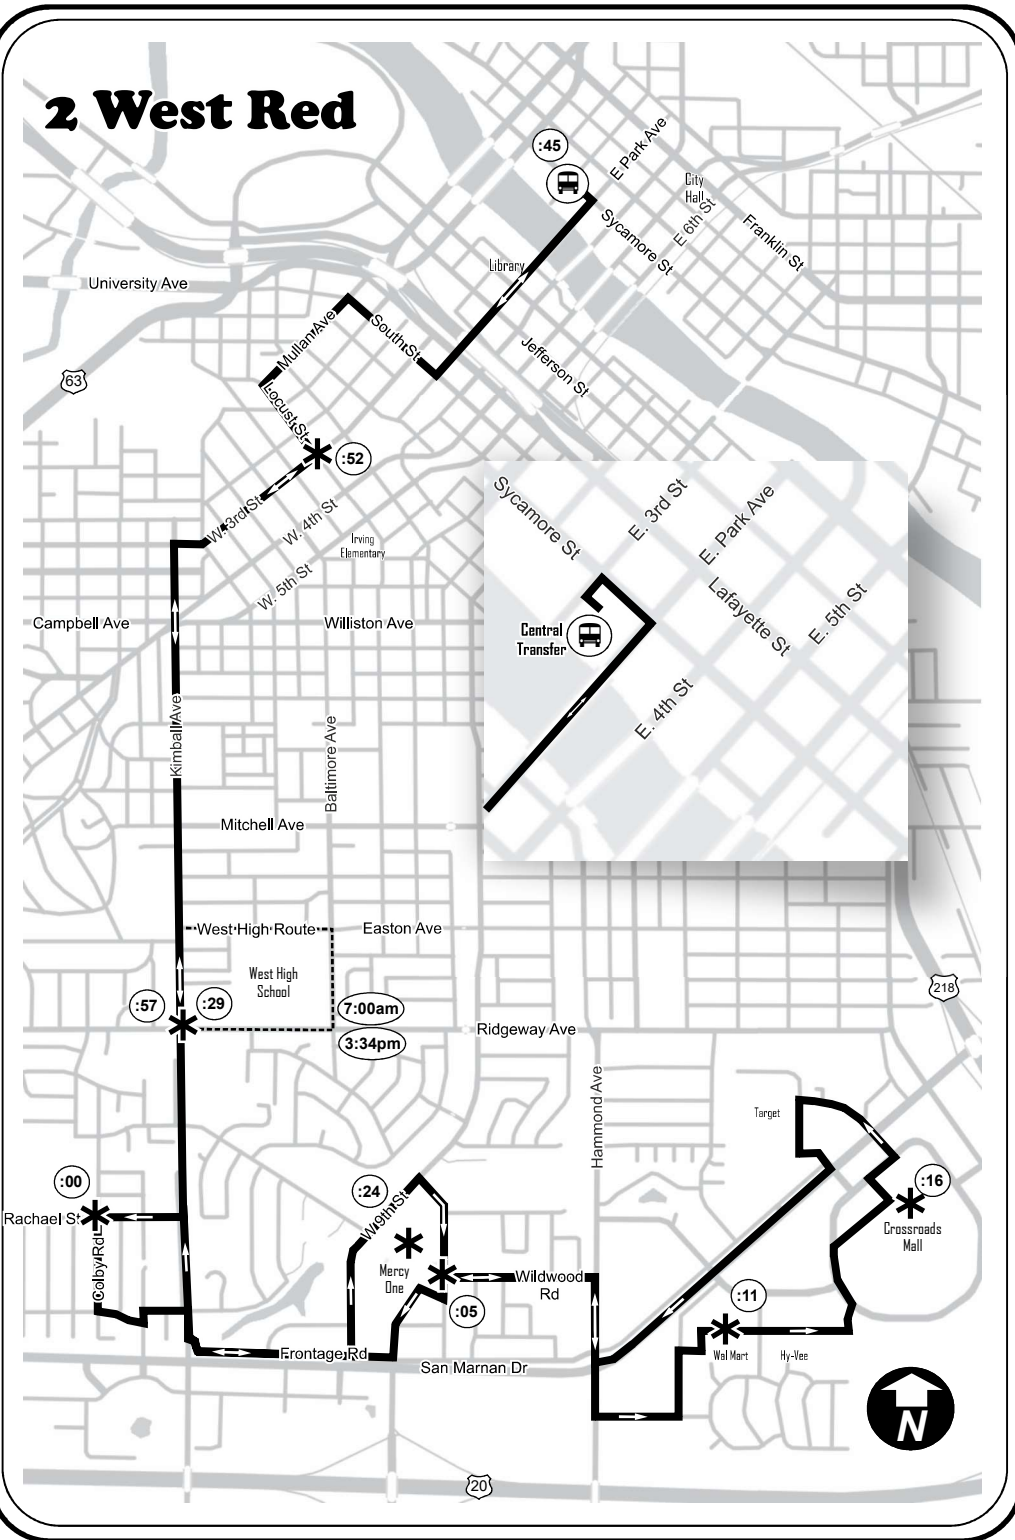 2 West Red
:45
E Park Ave
City
Hall
E 6th St
Sycamore St
Franklin St
Library
University Ave
Mullan Ave
South St
Jefferson St
63
Locust St
:52
W. 3rd St
W. 4th St
Irving
Elementary
W. 5th St
Campbell Ave
Williston Ave
Sycamore St
E. 3rd St
E. Park Ave
Lafayette St
E. 5th St
Central
Transfer
E. 4th St
Kimball Ave
Baltimore Ave
Mitchell Ave
West High Route
Easton Ave
West High
School
218
:57
:29
7:00am
Ridgeway Ave
3:34pm
Hammond Ave
Target
:00
:24
:16
Rachael St
W 9th St
Crossroads
Mall
Colby Rd
Mercy
One
Wildwood
Rd
:05
:11
Frontage Rd
San Marnan Dr
Wal Mart
Hy-Vee
N
20